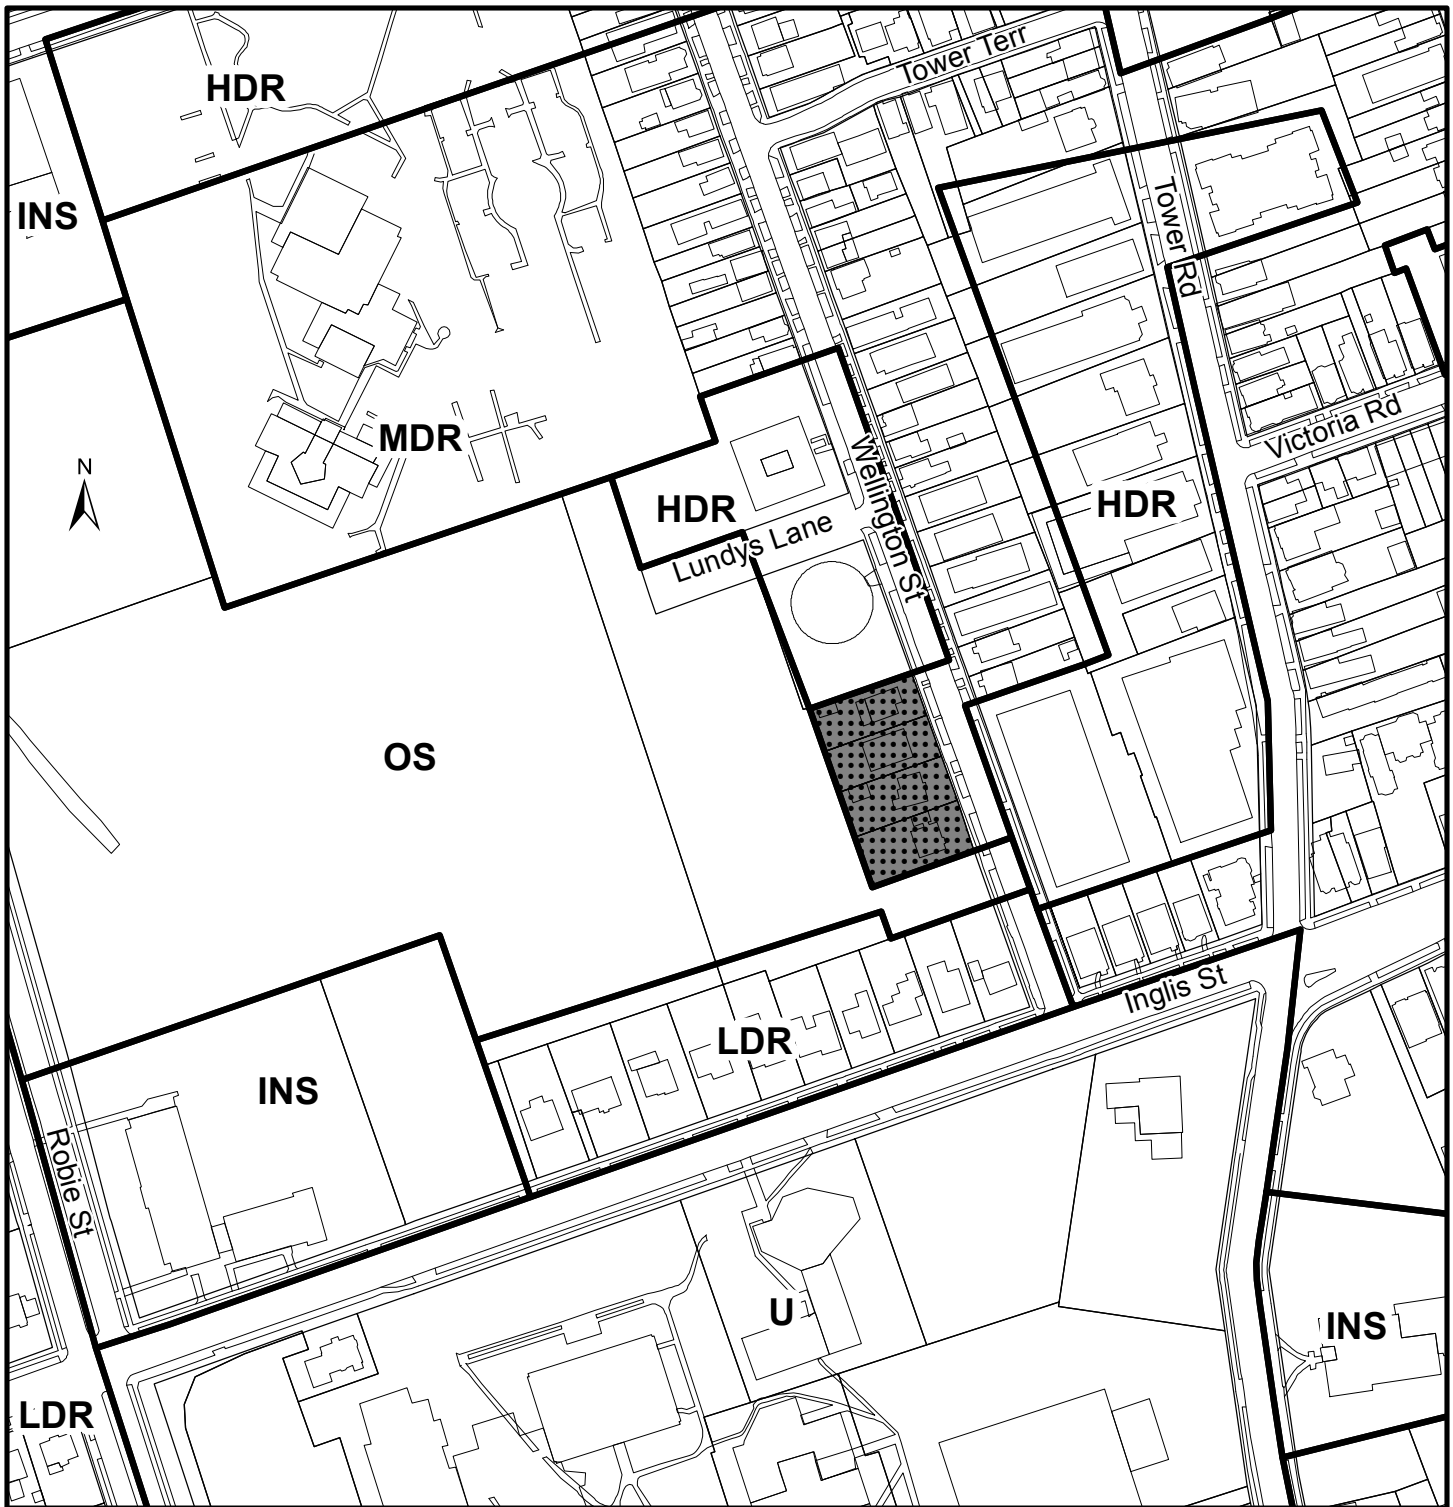 Tower Terr
HDR
INS
Tower Rd
Victoria Rd
MDR
N
Wellington St
HDR
HDR
Lundys Lane
OS
Inglis St
LDR
INS
Robie St
U
INS
LDR